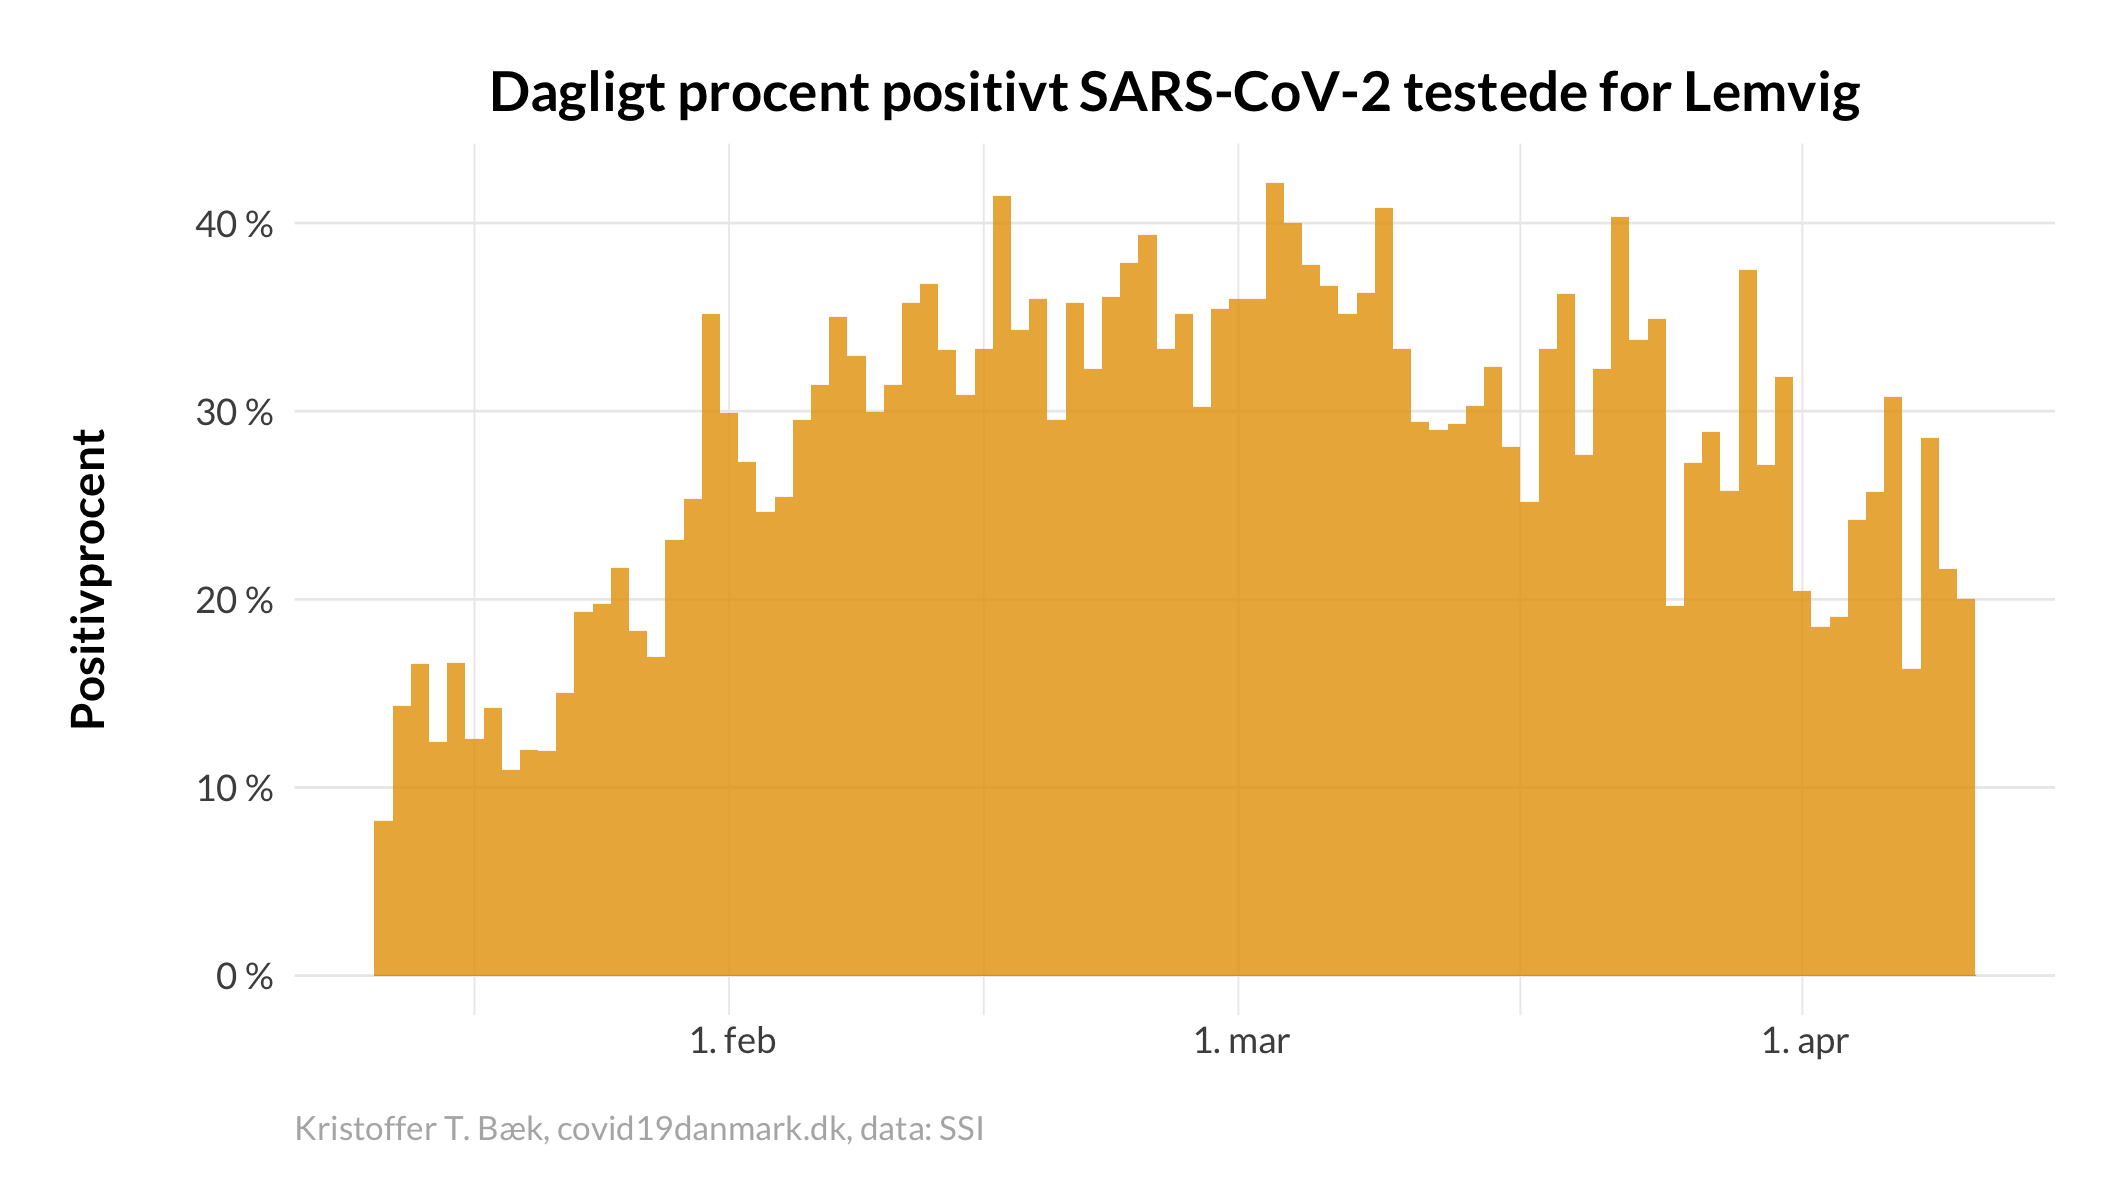 Dagligt procent positivt SARS-CoV-2 testede for Lemvig
Positivprocent
40 %
30 %
20 %
10 %
0 %
1. feb
1. mar
1. apr
Kristoffer T. Bæk, covid19danmark.dk, data: SSI